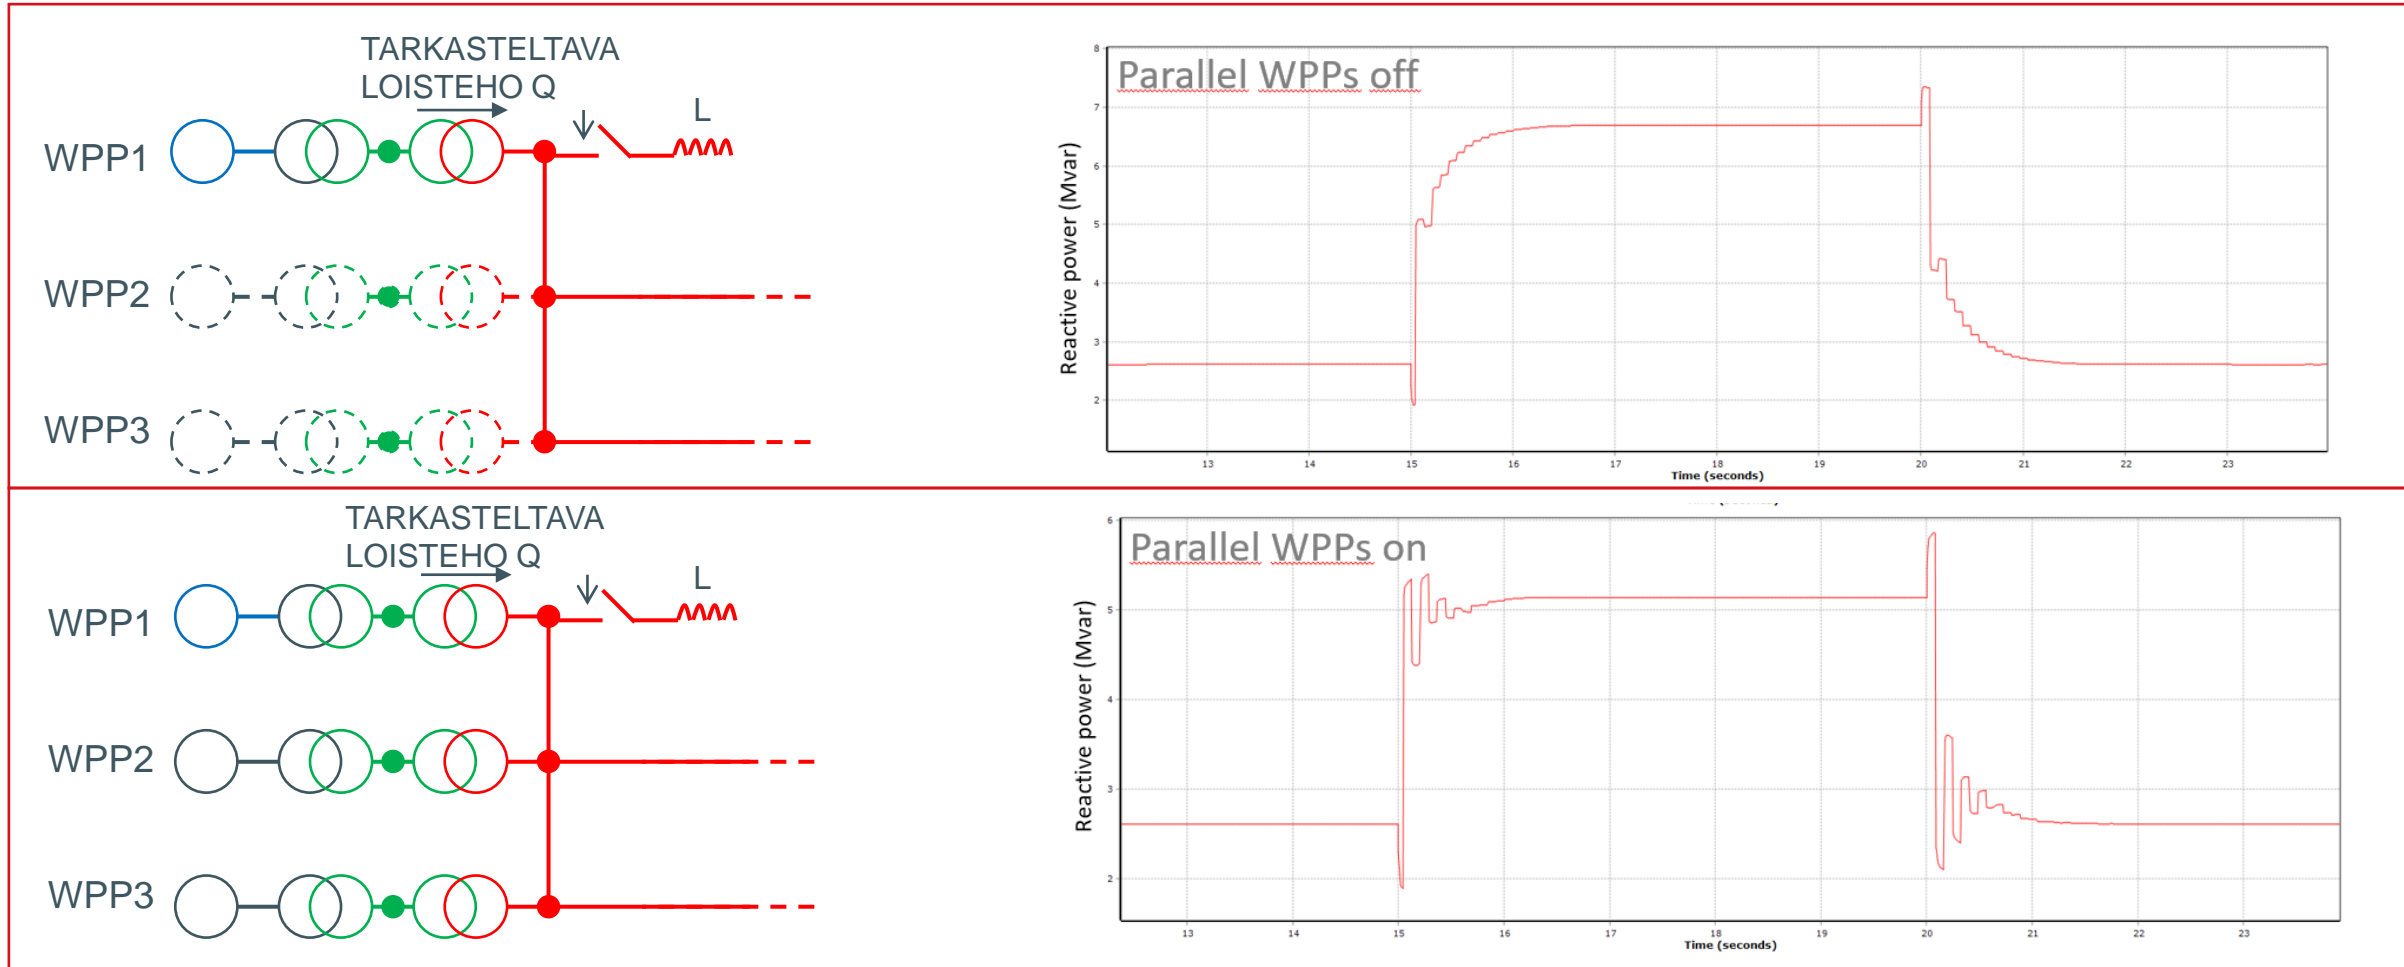 TARKASTELTAVA
LOISTEHO Q
L
WPP1
WPP2
WPP3
Parallel WPPs off
Reactive power (Mvar)
8
7
6
5
4
3
2
13 14 15 16 17 18 19 20 21 22 23
Time (seconds)
TARKASTELTAVA
LOISTEHO Q
L
WPP1
WPP2
WPP3
Parallel WPPs on
Reactive power (Mvar)
6
5
4
3
2
13 14 15 16 17 18 19 20 21 22 23
Time (seconds)